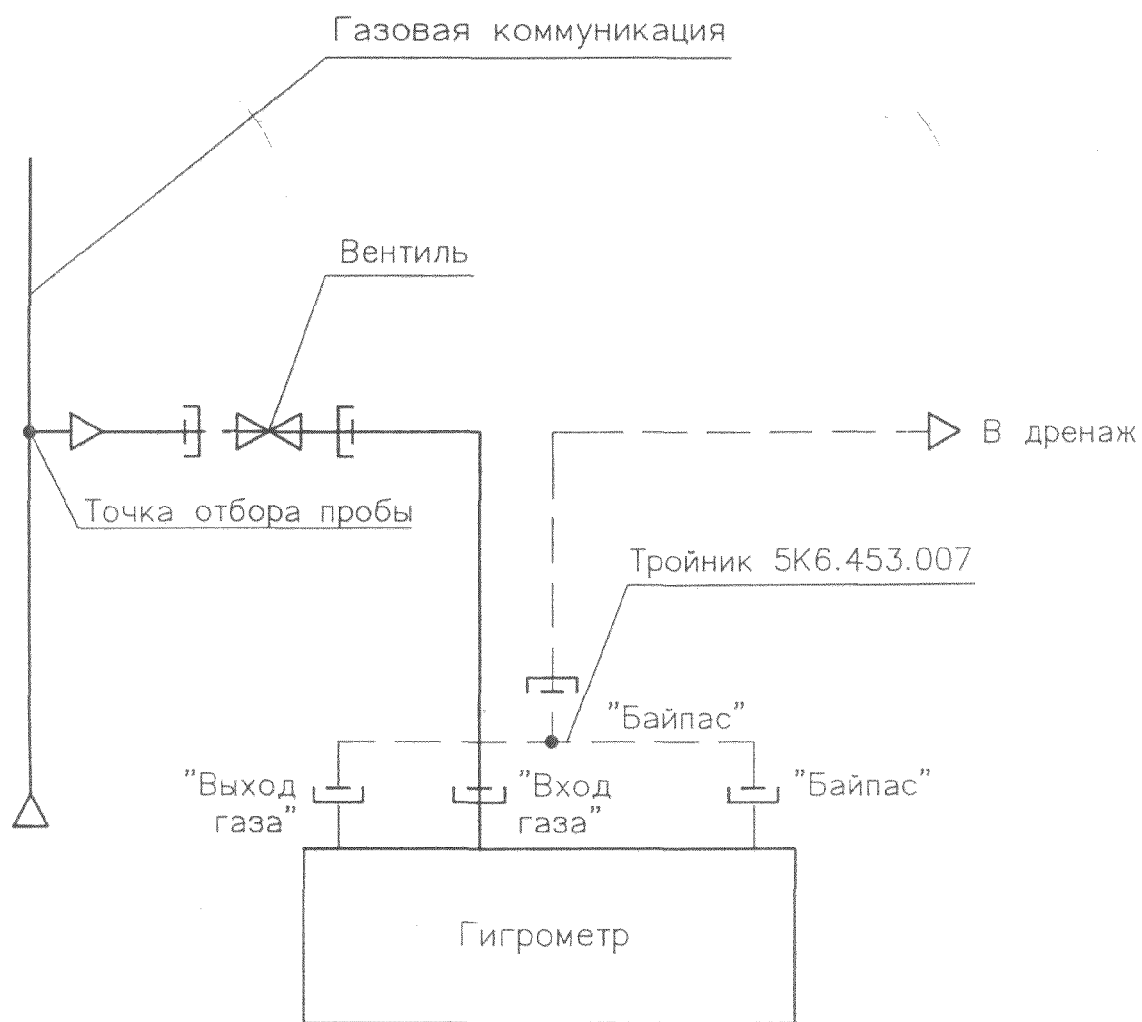 Газовая коммуникация
Вентиль
В дренаж
Точка отбора пробы
Тройник 5К6.453.007
"Байпас"
"Выход
газа"
"Вход
газа"
"Байпас"
Гигрометр